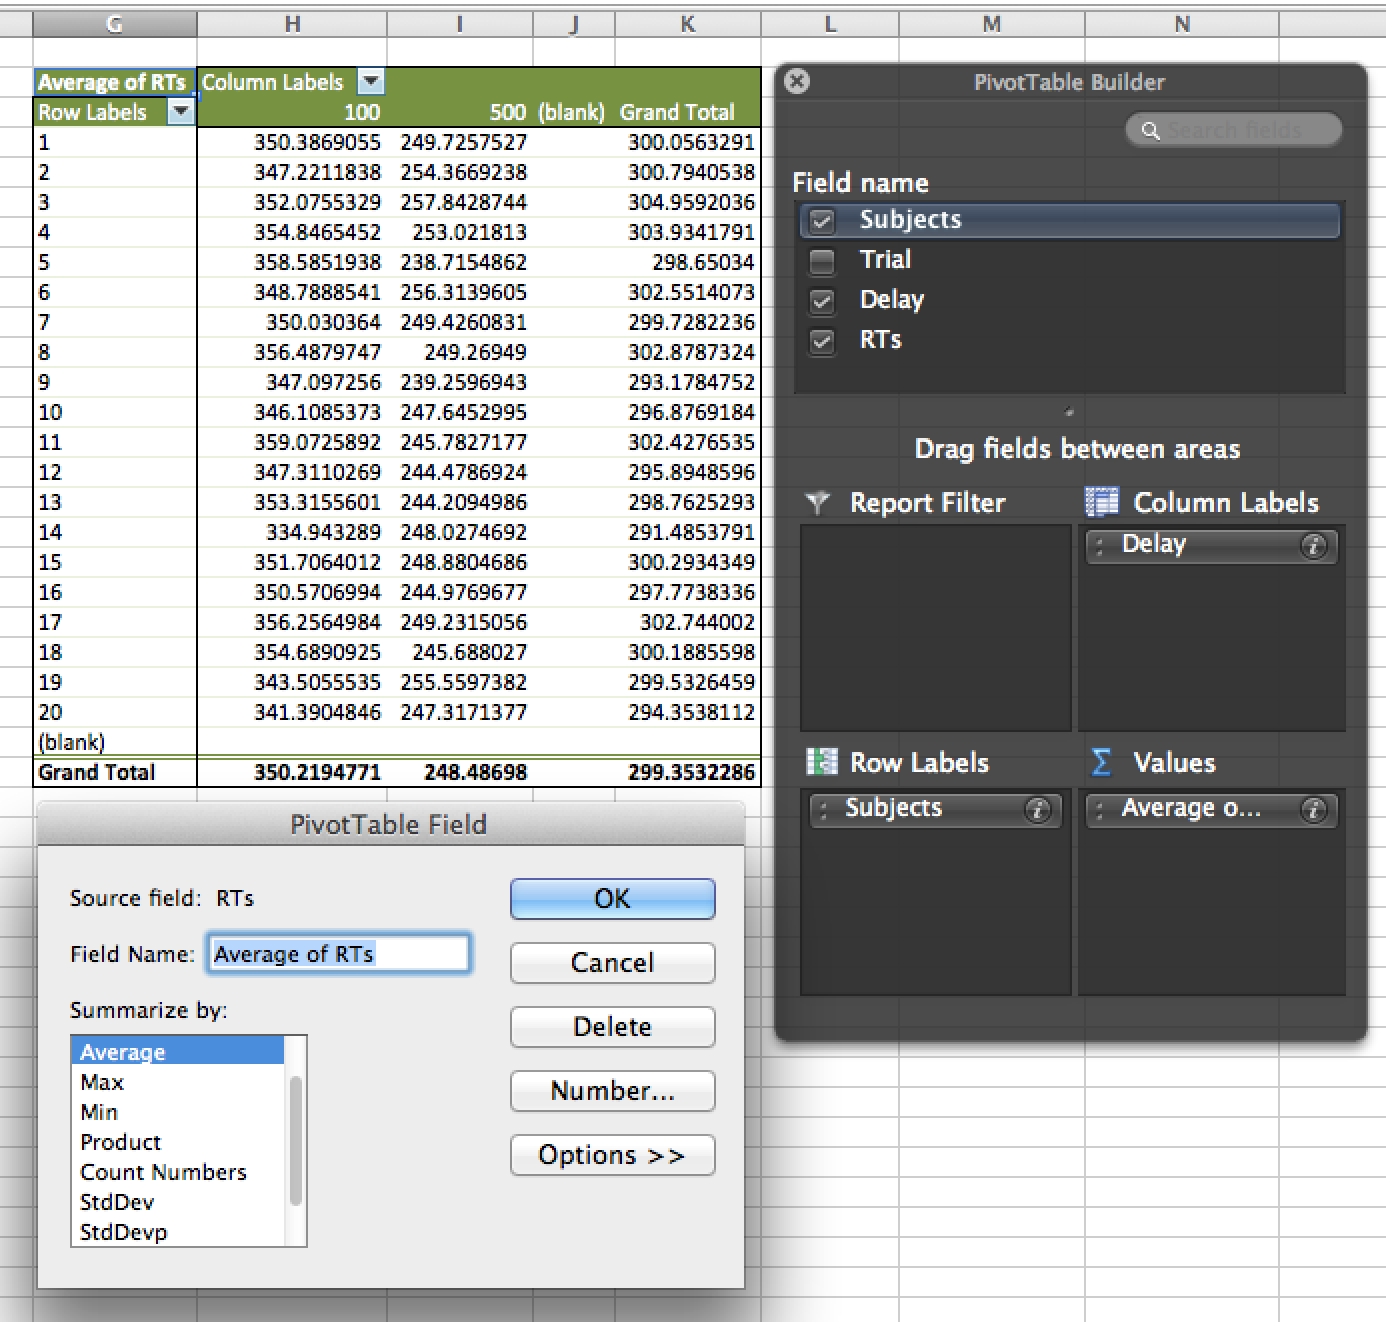 G H I J K L M N
Average of RTs Column Labels
Row Labels 100 500 (blank) Grand Total
1 350.3869055 249.7257527 300.0563291
2 347.2211838 254.3669238 300.7940538
3 352.0755329 257.8428744 304.9592036
4 354.8465452 253.021813 303.9341791
5 358.5851938 238.7154862 298.65034
6 348.7888541 256.3139605 302.5514073
7 350.030364 249.4260831 299.7282236
8 356.4879747 249.26949 302.8787324
9 347.097256 239.2596943 293.1784752
10 346.1085373 247.6452995 296.8769184
11 359.0725892 245.7827177 302.4276535
12 347.3110269 244.4786924 295.8948596
13 353.3155601 244.2094986 298.7625293
14 334.943289 248.0274692 291.4853791
15 351.7064012 248.8804686 300.2934349
16 350.5706994 244.9769677 297.7738336
17 356.2564984 249.2315056 302.744002
18 354.6890925 245.688027 300.1885598
19 343.5055535 255.5597382 299.5326459
20 341.3904846 247.3171377 294.3538112
(blank)
Grand Total 350.2194771 248.48698 299.3532286
PivotTable Builder
Search fields
Field name
Subjects
Trial
Delay
RTs
Drag fields between areas
Report Filter
Column Labels
Delay
Row Labels
Values
Subjects
Average o...
PivotTable Field
Source field: RTs
Field Name: Average of RTs
Summarize by:
Average
Max
Min
Product
Count Numbers
StdDev
StdDevp
OK
Cancel
Delete
Number...
Options >>